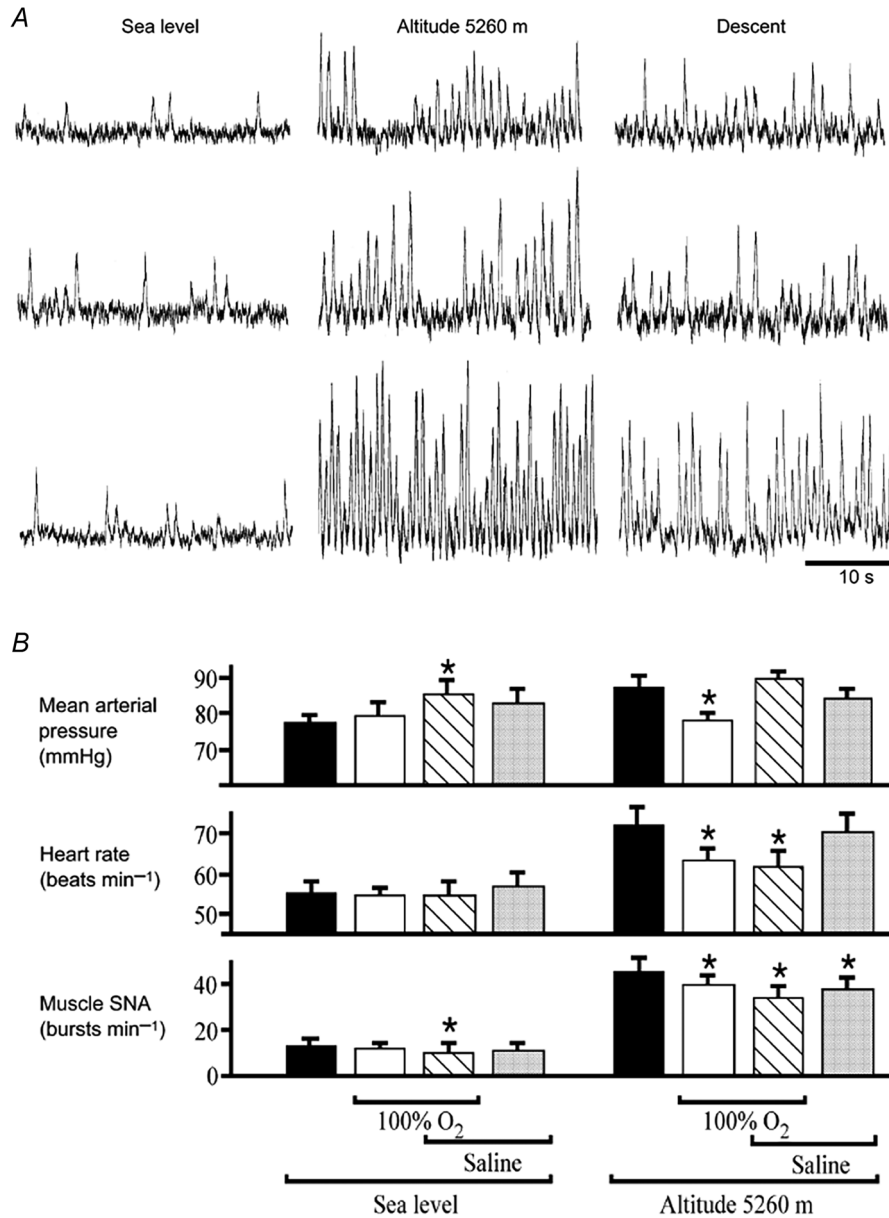 A
Sea level Altitude 5260 m Descent
10 s
B
Mean arterial
pressure
(mmHg)
90
80
70
* *
Heart rate
(beats min–1)
70
60
50
* *
Muscle SNA
(bursts min–1)
40
20
0
* * * *
100% O2 100% O2
Saline Saline
Sea level Altitude 5260 m